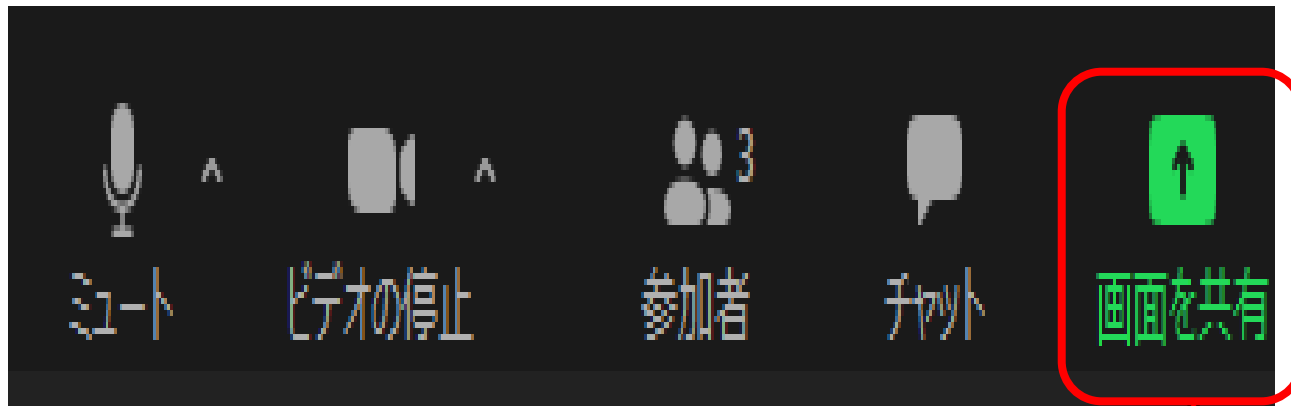 3
ミュート
ビデオの停止
参加者
チャット
画面を共有